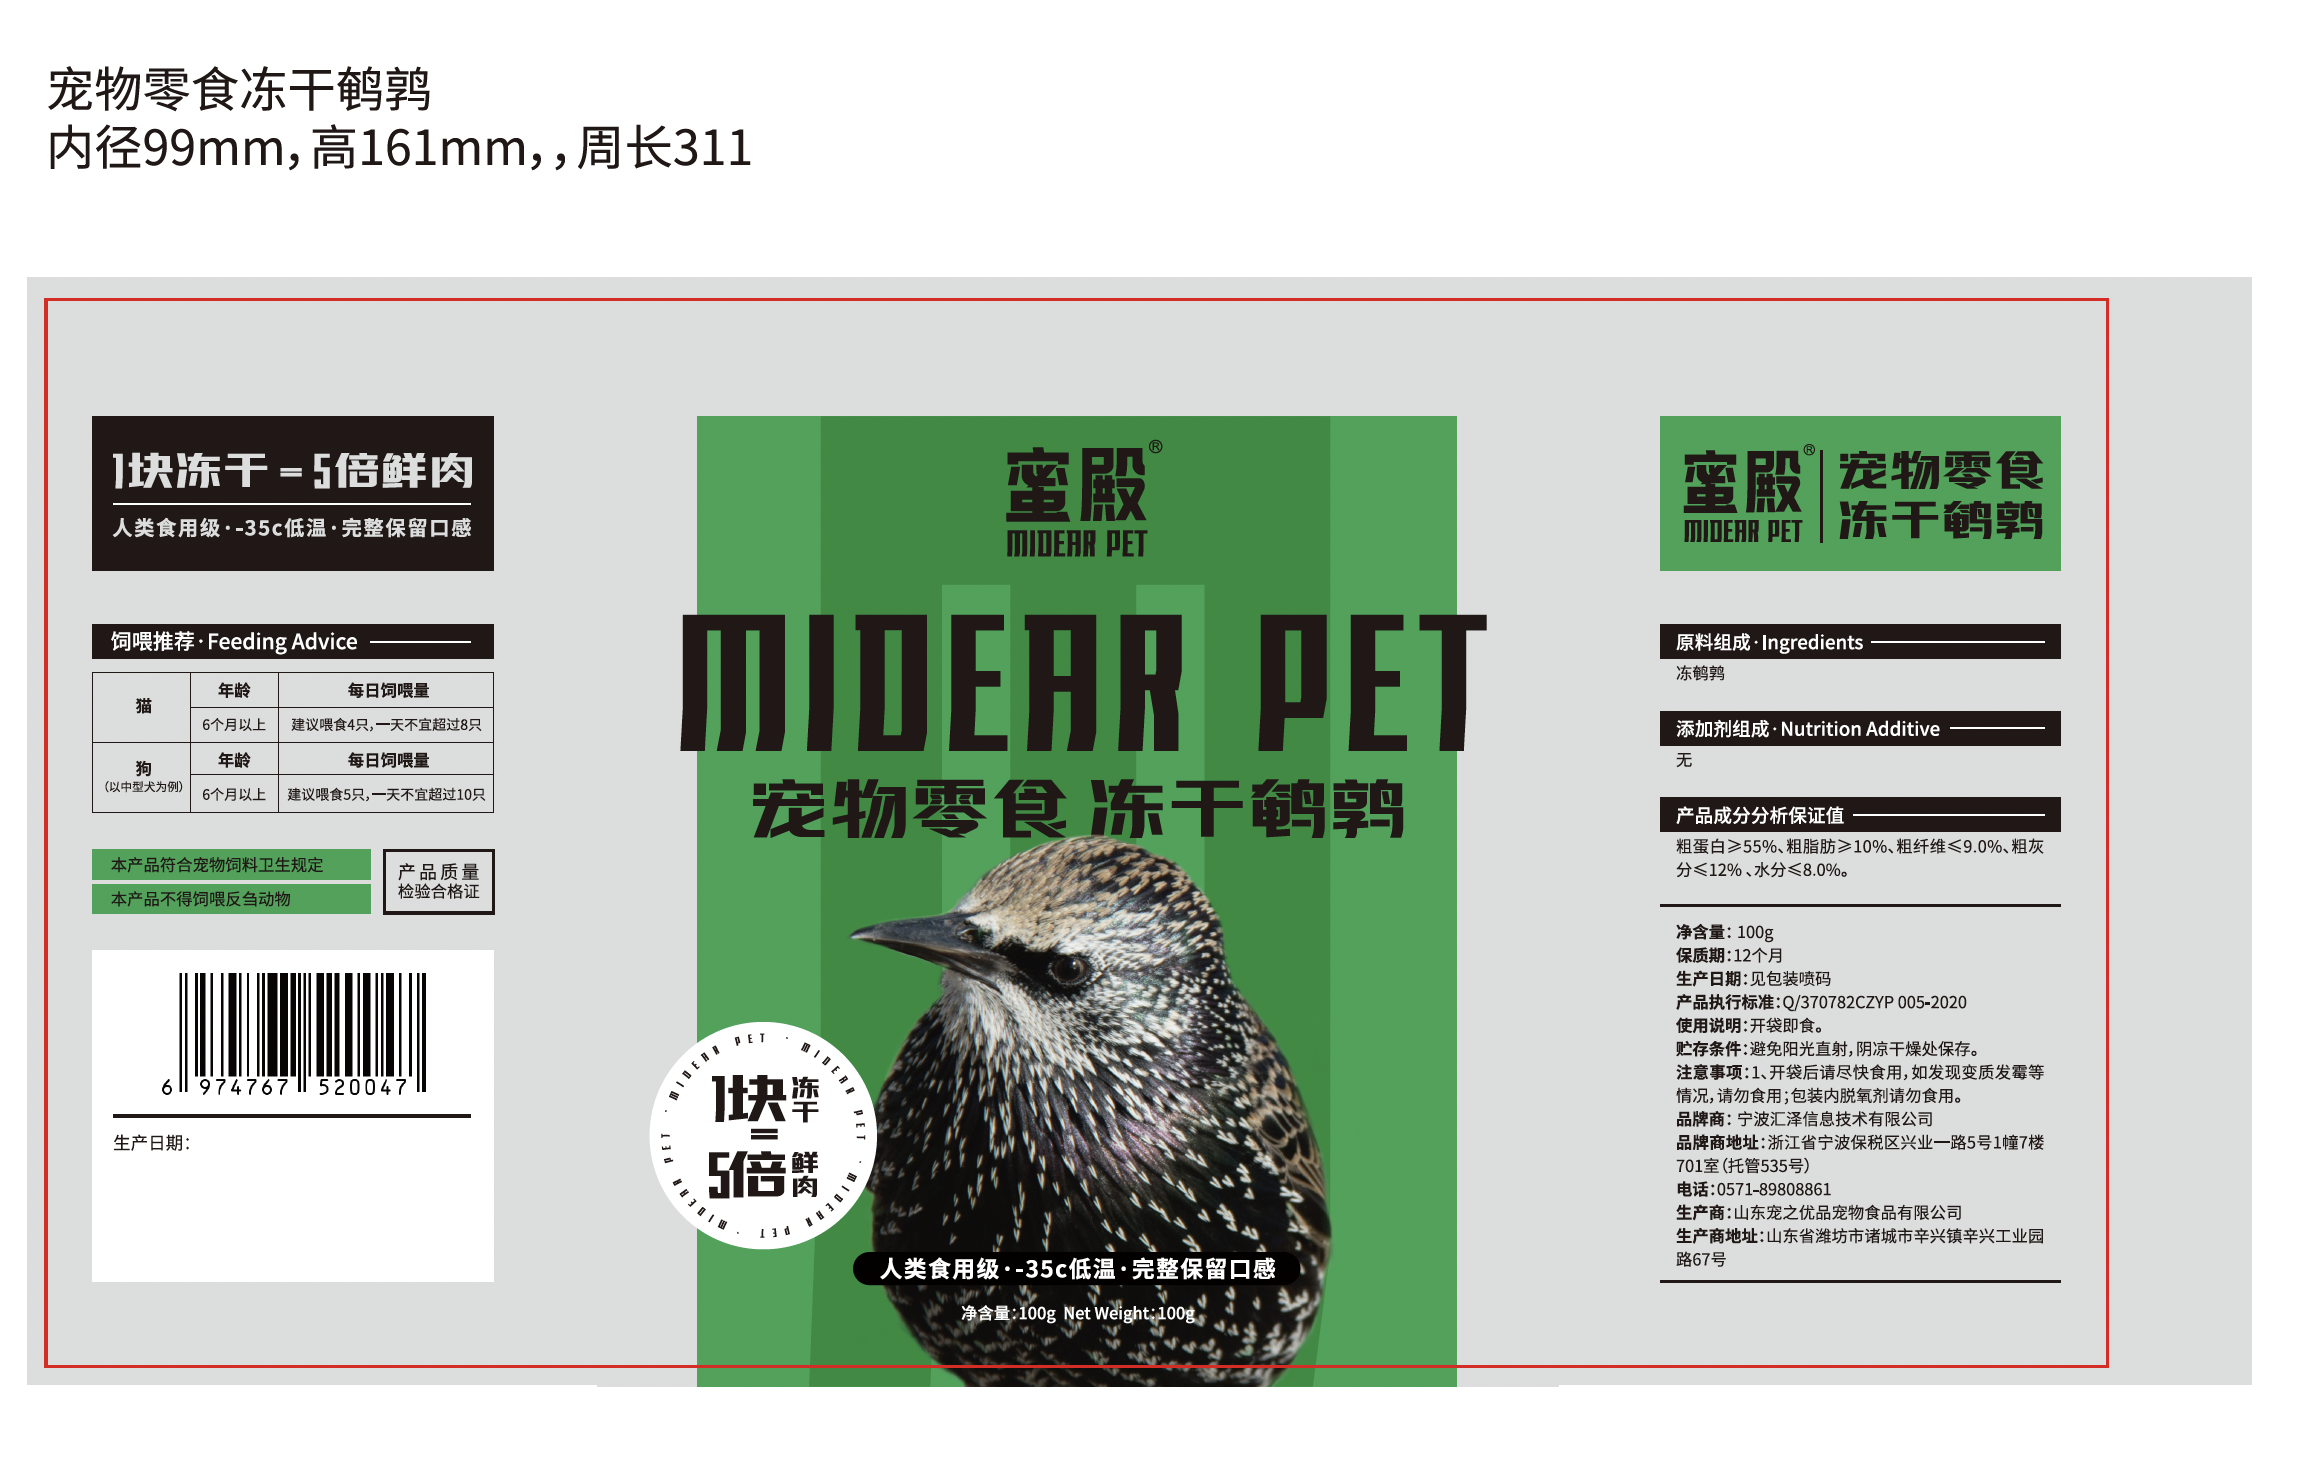 宠物零食冻干鹌鹑
内径99mm，高161mm，，周长311
1块冻干=5倍鲜肉
人类食用级·-35c低温·完整保留口感
饲喂推荐·Feeding Advice
猫
年龄
每日饲喂量
6个月以上
建议喂食4只，一天不宜超过8只
狗
（以中型犬为例）
年龄
每日饲喂量
6个月以上
建议喂食5只，一天不宜超过10只
本产品符合宠物饲料卫生规定
本产品不得饲喂反刍动物
产品质量
检验合格证
6 974767 520047
生产日期：
蜜殿®
MIDEAR PET
MIDEAR PET
宠物零食 冻干鹌鹑
MIDEAR PET · MIDEAR PET · MIDEAR PET · MIDEAR PET ·
1块冻干
=
5倍鲜肉
人类食用级·-35c低温·完整保留口感
净含量：100g Net Weight：100g
蜜殿®
MIDEAR PET
宠物零食
冻干鹌鹑
原料组成·Ingredients
冻鹌鹑
添加剂组成·Nutrition Additive
无
产品成分分析保证值
粗蛋白≥55%、粗脂肪≥10%、粗纤维≤9.0%、粗灰
分≤12% 、水分≤8.0%。
净含量： 100g
保质期：12个月
生产日期：见包装喷码
产品执行标准：Q/370782CZYP 005-2020
使用说明：开袋即食。
贮存条件：避免阳光直射，阴凉干燥处保存。
注意事项：1、开袋后请尽快食用，如发现变质发霉等
情况，请勿食用；包装内脱氧剂请勿食用。
品牌商： 宁波汇泽信息技术有限公司
品牌商地址：浙江省宁波保税区兴业一路5号1幢7楼
701室（托管535号）
电话：0571-89808861
生产商：山东宠之优品宠物食品有限公司
生产商地址：山东省潍坊市诸城市辛兴镇辛兴工业园
路67号